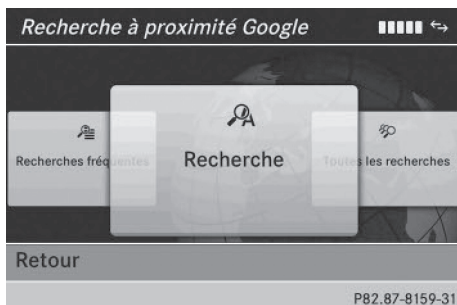 Recherche à proximité Google
Recherches fréquentes
Recherche
Toutes les recherches
Retour
P82.87-8159-31